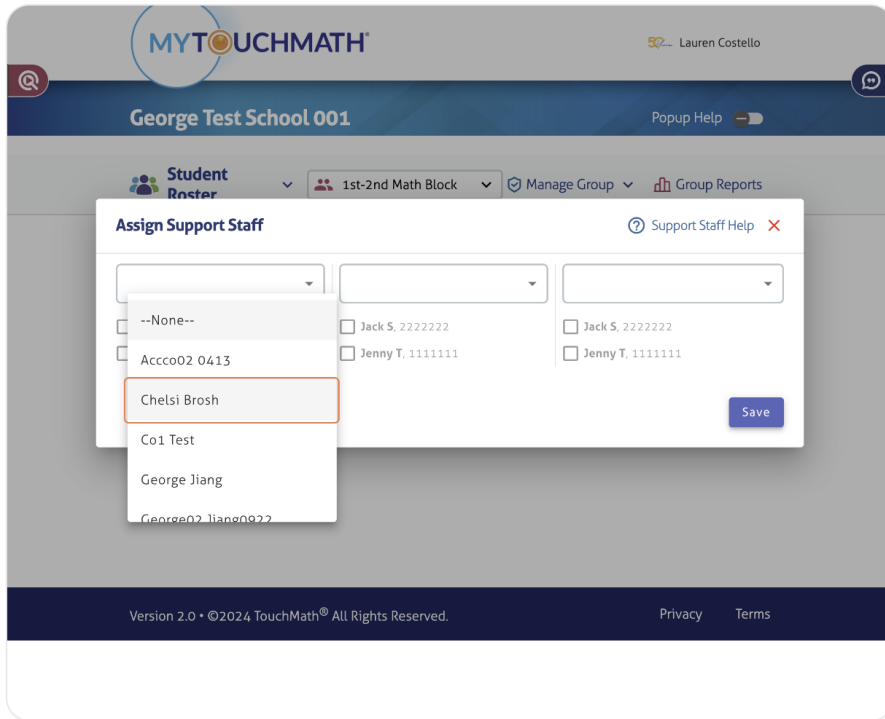 MYTOUCHMATH®
Lauren Costello
George Test School 001
Popup Help
Student
Roster
1st-2nd Math Block
Manage Group
Group Reports
Assign Support Staff
Support Staff Help
--None--
Accco02 0413
Chelsi Brosh
Co1 Test
George Jiang
George02 Jiang0922
Jack S, 2222222
Jenny T, 1111111
Jack S, 2222222
Jenny T, 1111111
Save
Version 2.0 • ©2024 TouchMath® All Rights Reserved.
Privacy
Terms